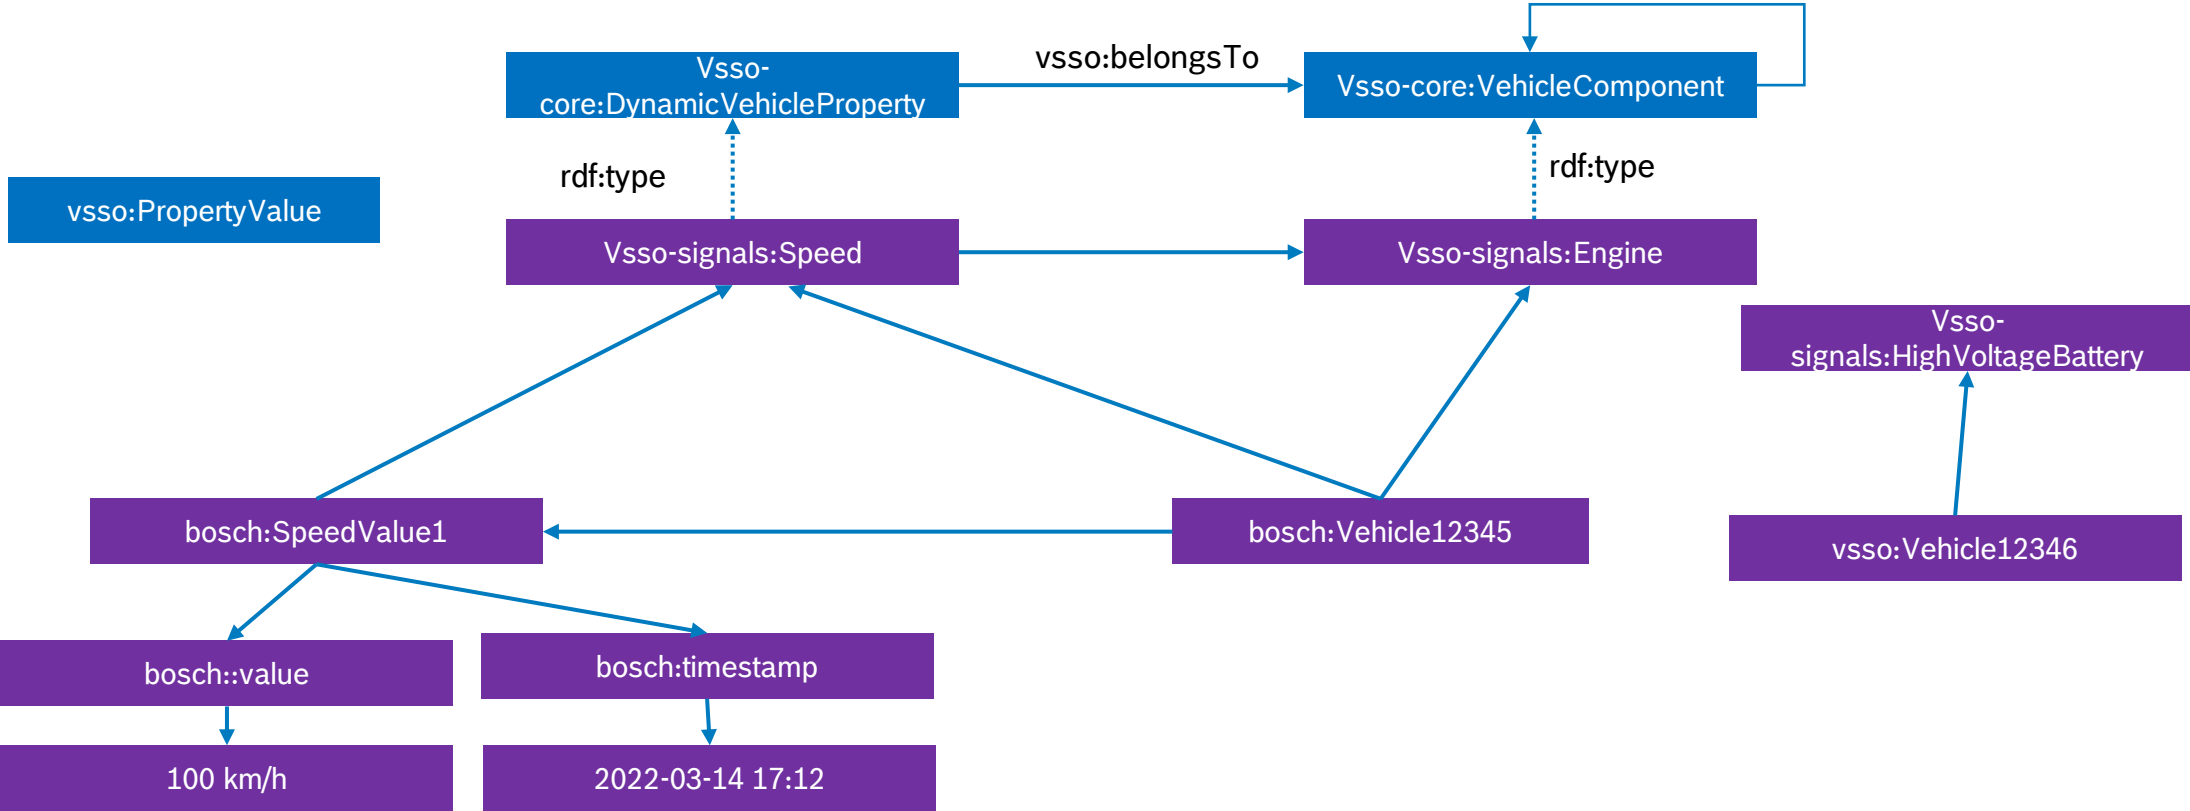 Vsso-
core:DynamicVehicleProperty
vsso:belongsTo
Vsso-core:VehicleComponent
rdf:type
rdf:type
vsso:PropertyValue
Vsso-signals:Speed
Vsso-signals:Engine
Vsso-
signals:HighVoltageBattery
bosch:SpeedValue1
bosch:Vehicle12345
vsso:Vehicle12346
bosch::value
bosch:timestamp
100 km/h
2022-03-14 17:12